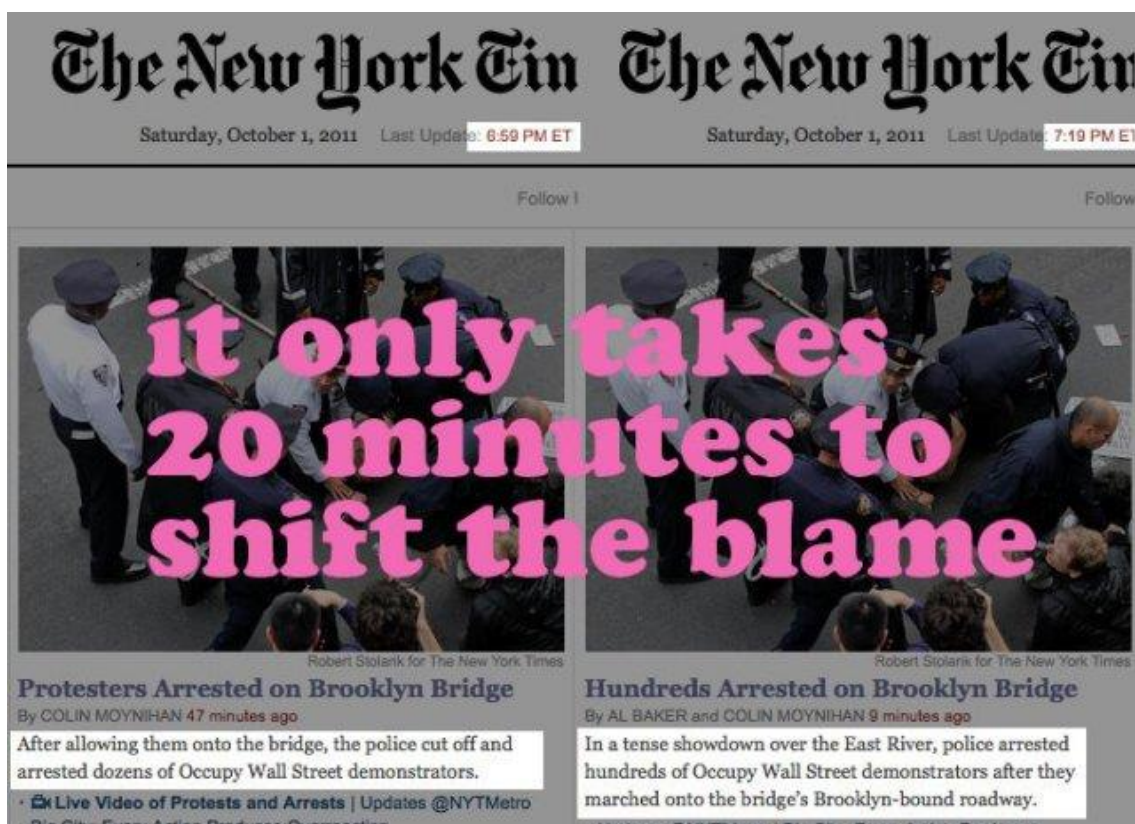 The New York Tim
Saturday, October 1, 2011 Last Update: 6:59 PM ET
Follow
Robert Stolarik for The New York Times
Protesters Arrested on Brooklyn Bridge
By COLIN MOYNIHAN 47 minutes ago
After allowing them onto the bridge, the police cut off and
arrested dozens of Occupy Wall Street demonstrators.
· Live Video of Protests and Arrests | Updates @NYTMetro
The New York Tim
Saturday, October 1, 2011 Last Update: 7:19 PM ET
Follow
Robert Stolarik for The New York Times
Hundreds Arrested on Brooklyn Bridge
By AL BAKER and COLIN MOYNIHAN 9 minutes ago
In a tense showdown over the East River, police arrested
hundreds of Occupy Wall Street demonstrators after they
marched onto the bridge's Brooklyn-bound roadway.
it only takes
20 minutes to
shift the blame